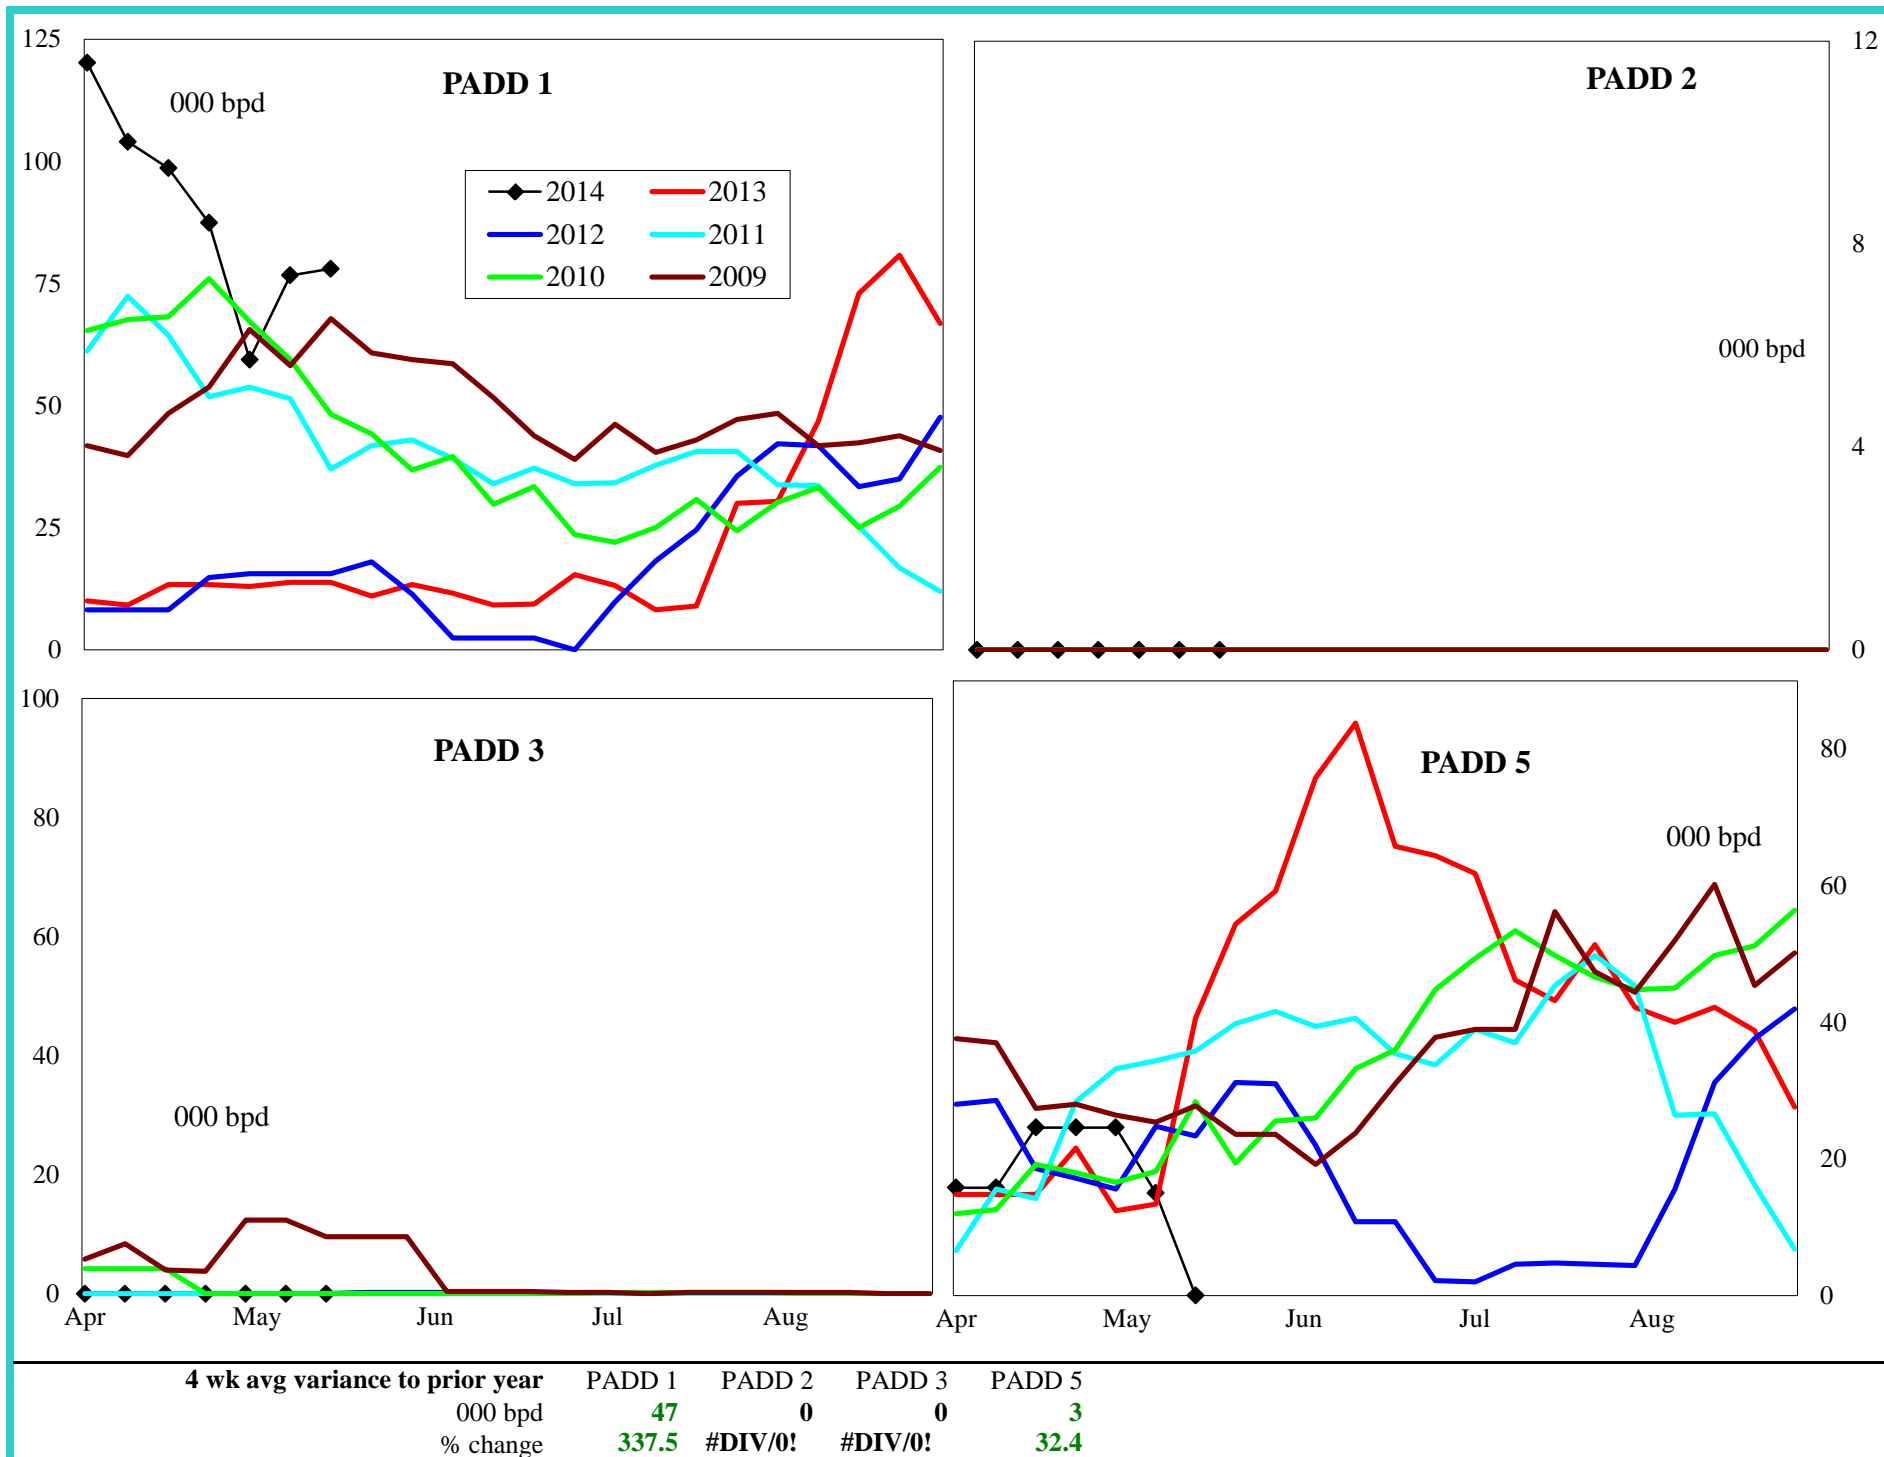 125
100
75
50
25
0
PADD 1
000 bpd
2014
2013
2012
2011
2010
2009
PADD 2
000 bpd
12
8
4
0
100
80
60
40
20
0
PADD 3
000 bpd
Apr May Jun Jul Aug
PADD 5
000 bpd
80
60
40
20
0
Apr May Jun Jul Aug
4 wk avg variance to prior year PADD 1 PADD 2 PADD 3 PADD 5
000 bpd 47 0 0 3
% change 337.5 #DIV/0! #DIV/0! 32.4